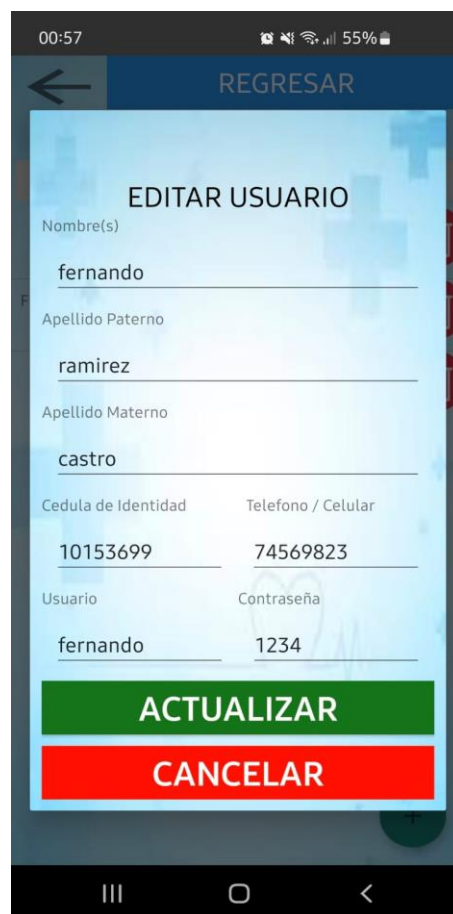 00:57 55%
REGRESAR
EDITAR USUARIO
Nombre(s)
fernando
F
Apellido Paterno
ramirez
Apellido Materno
castro
Cedula de Identidad Telefono / Celular
10153699 74569823
Usuario Contraseña
fernando 1234
ACTUALIZAR
CANCELAR
+